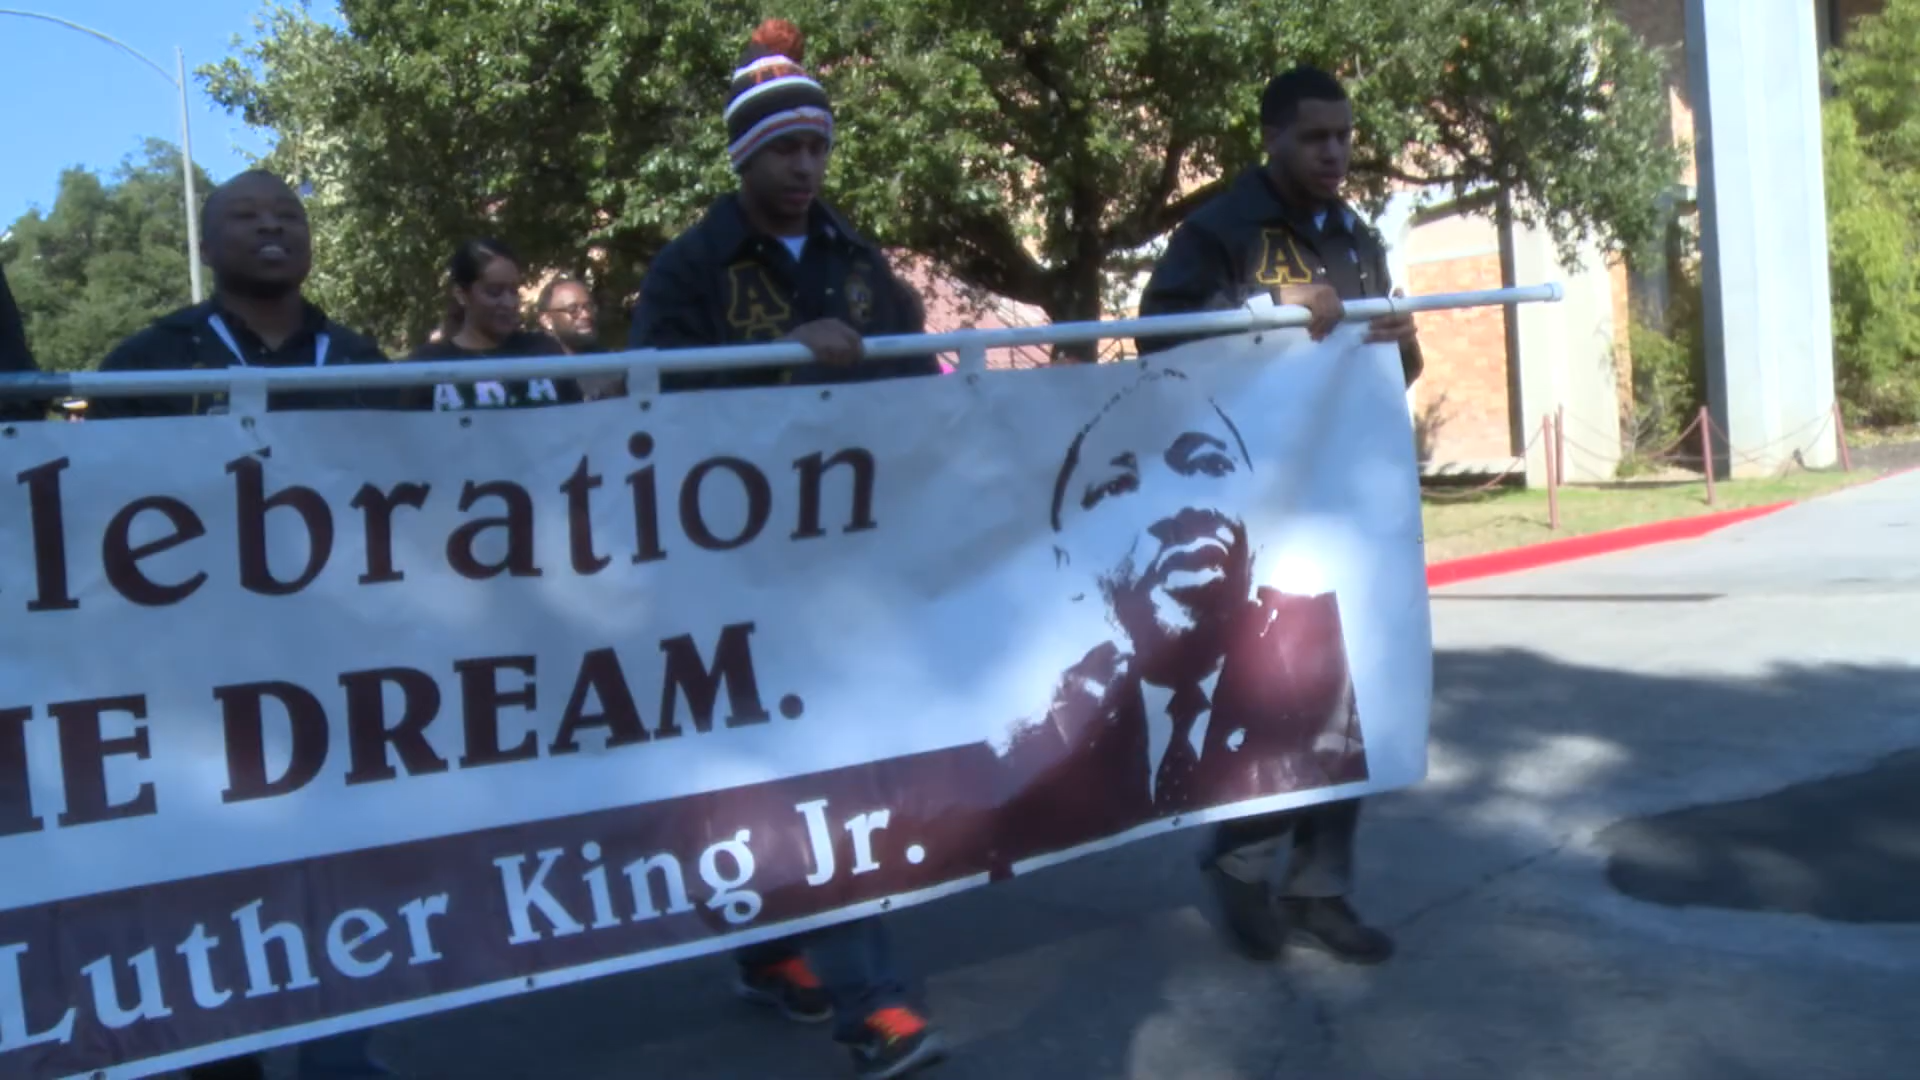 lebration
HE DREAM.
Luther King Jr.
A
A
A